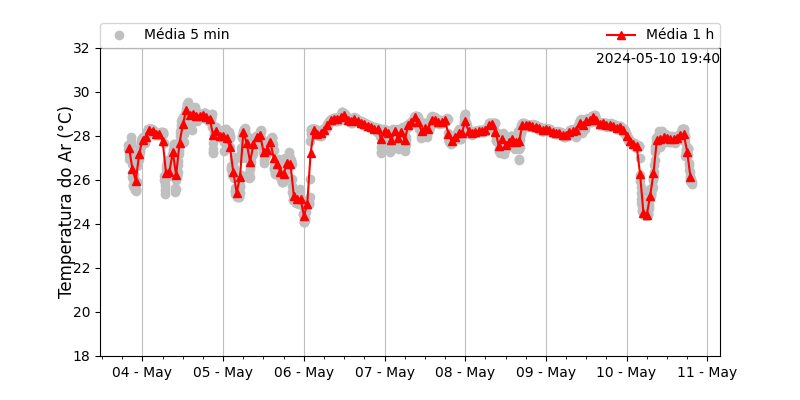 Média 5 min
Média 1 h
2024-05-10 19:40
Temperatura do Ar (°C)
32
30
28
26
24
22
20
18
04 - May
05 - May
06 - May
07 - May
08 - May
09 - May
10 - May
11 - May